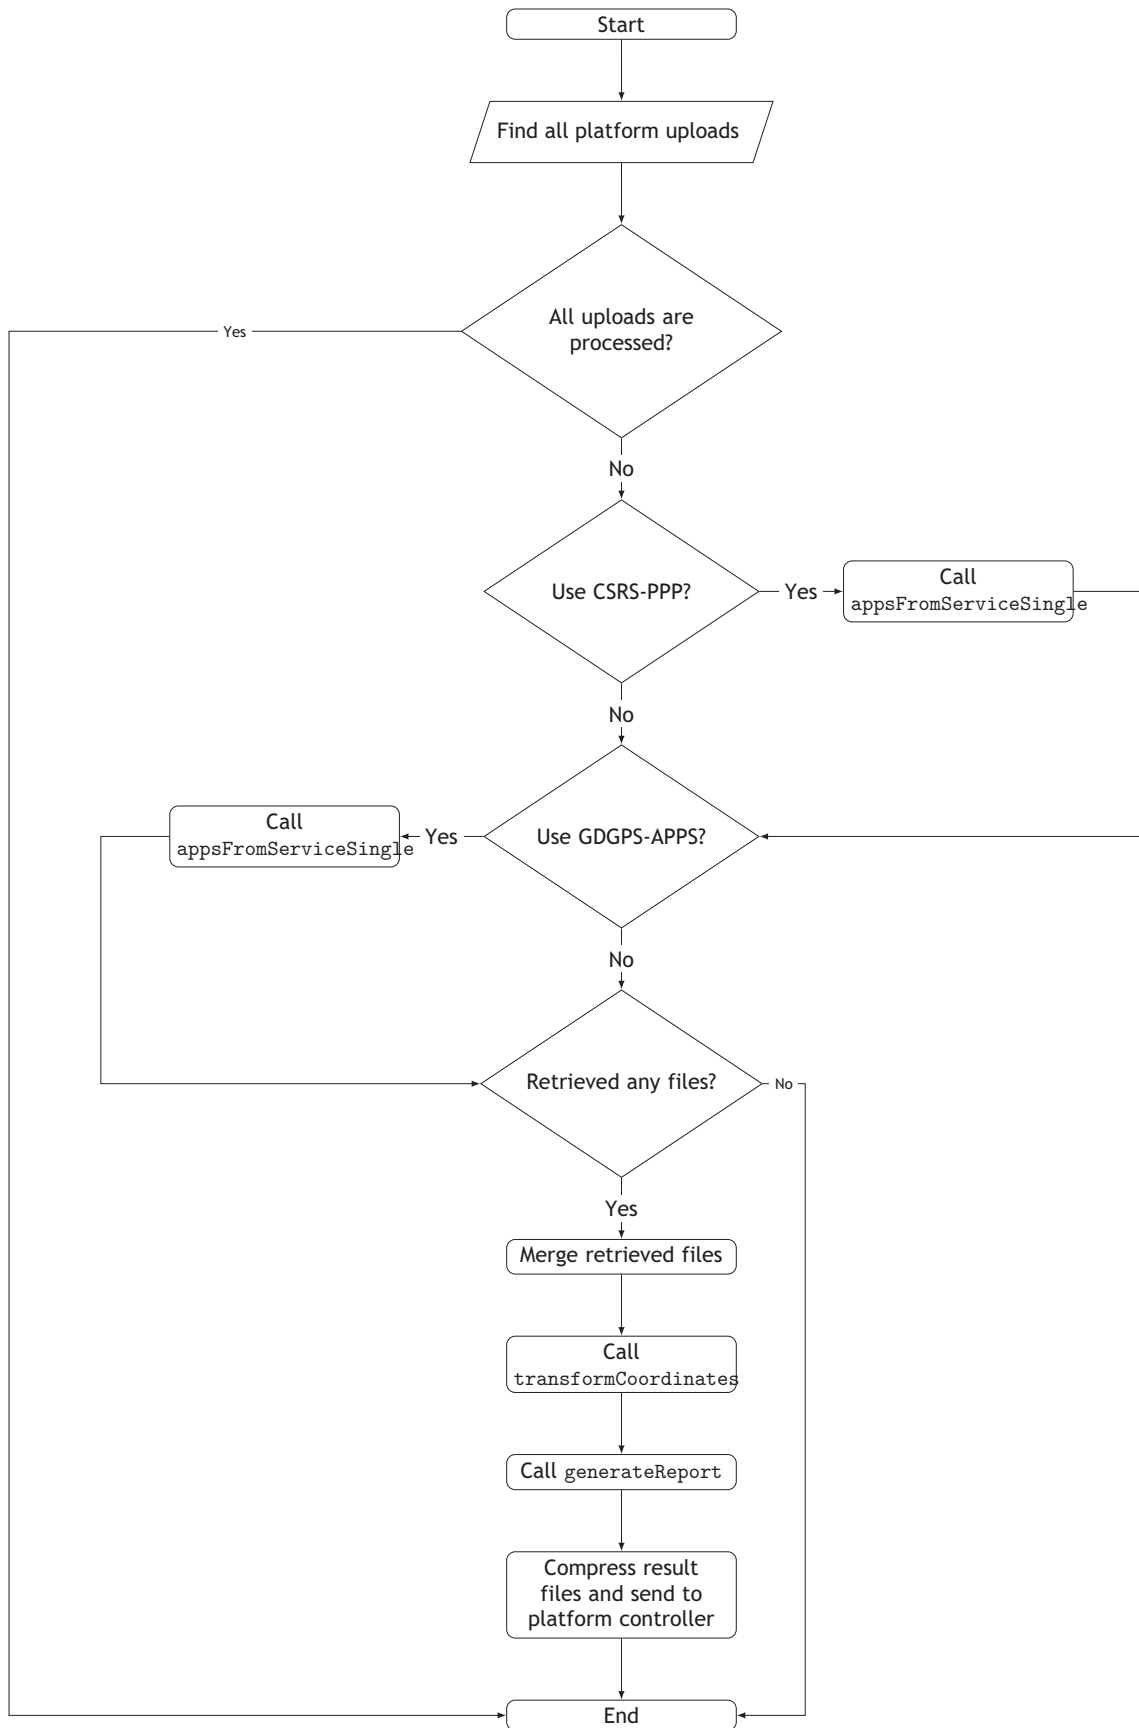 Start
Find all platform uploads
All uploads are
processed?
Yes
No
Use CSRS-PPP?
Yes
Call
appsFromServiceSingle
No
Call
appsFromServiceSingle
Yes
Use GDGPS-APPS?
No
Retrieved any files?
No
Yes
Merge retrieved files
Call
transformCoordinates
Call generateReport
Compress result
files and send to
platform controller
End